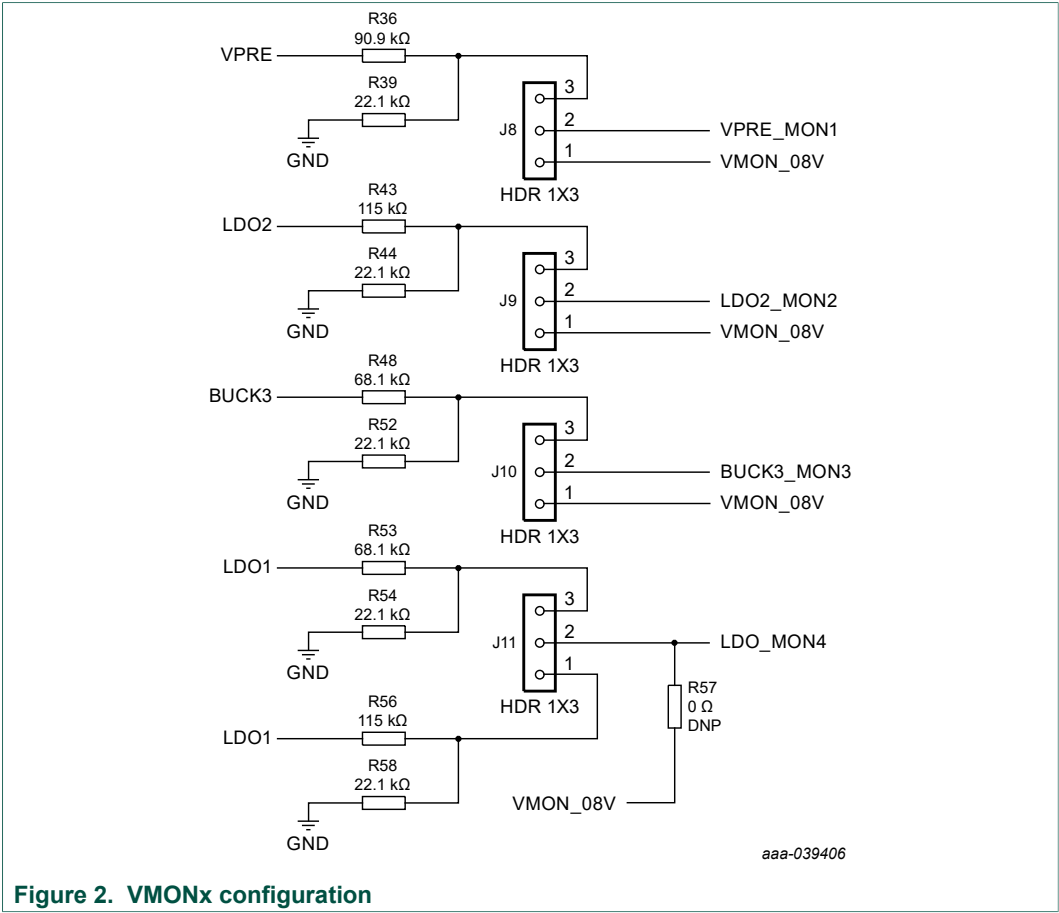 R36
90.9 kΩ
VPRE
R39
22.1 kΩ
GND
3
J8
2
VPRE_MON1
1
VMON_08V
HDR 1X3
R43
115 kΩ
LDO2
R44
22.1 kΩ
GND
3
J9
2
LDO2_MON2
1
VMON_08V
HDR 1X3
R48
68.1 kΩ
BUCK3
R52
22.1 kΩ
GND
3
J10
2
BUCK3_MON3
1
VMON_08V
HDR 1X3
R53
68.1 kΩ
LDO1
R54
22.1 kΩ
GND
3
J11
2
LDO_MON4
1
HDR 1X3
R57
0 Ω
DNP
R56
115 kΩ
LDO1
R58
22.1 kΩ
GND
VMON_08V
aaa-039406
Figure 2. VMONx configuration